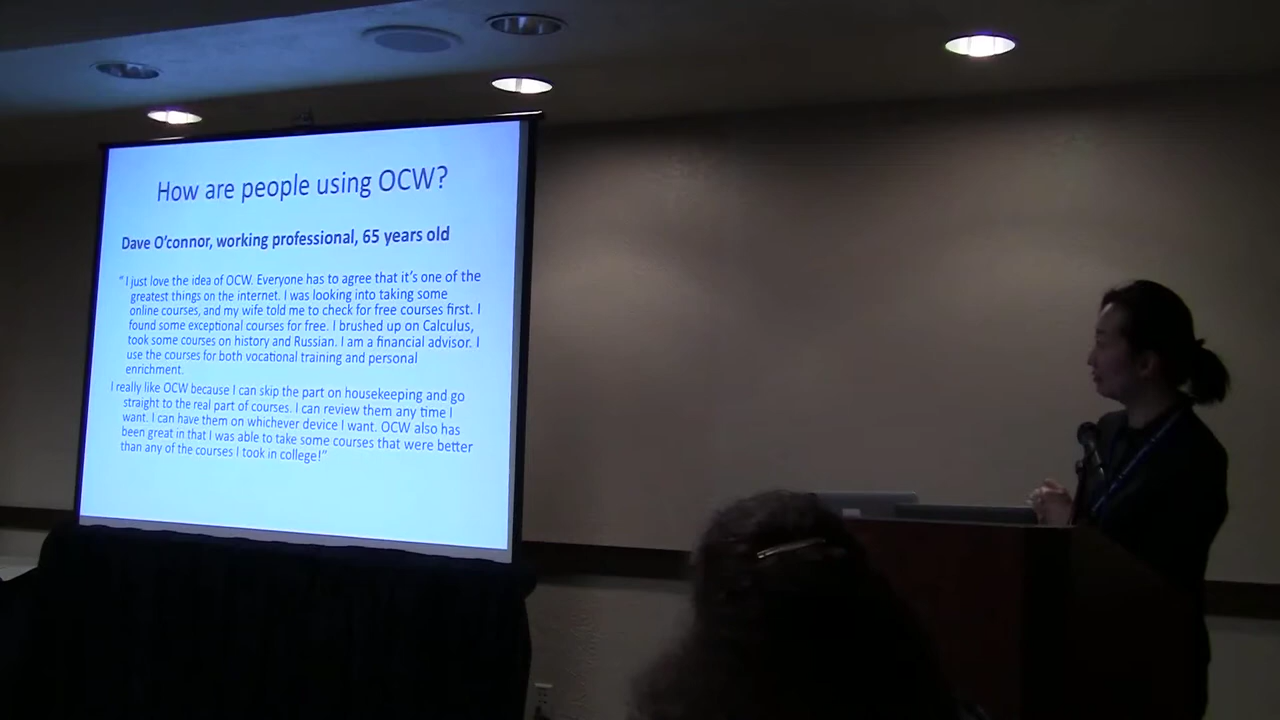 How are people using OCW?
Dave O'connor, working professional, 65 years old
“I just love the idea of OCW. Everyone has to agree that it's one of the
greatest things on the internet. I was looking into taking some
online courses, and my wife told me to check for free courses first. I
found some exceptional courses for free. I brushed up on Calculus,
took some courses on history and Russian. I am a financial advisor. I
use the courses for both vocational training and personal
enrichment.
I really like OCW because I can skip the part on housekeeping and go
straight to the real part of courses. I can review them any time I
want. I can have them on whichever device I want. OCW also has
been great in that I was able to take some courses that were better
than any of the courses I took in college!”